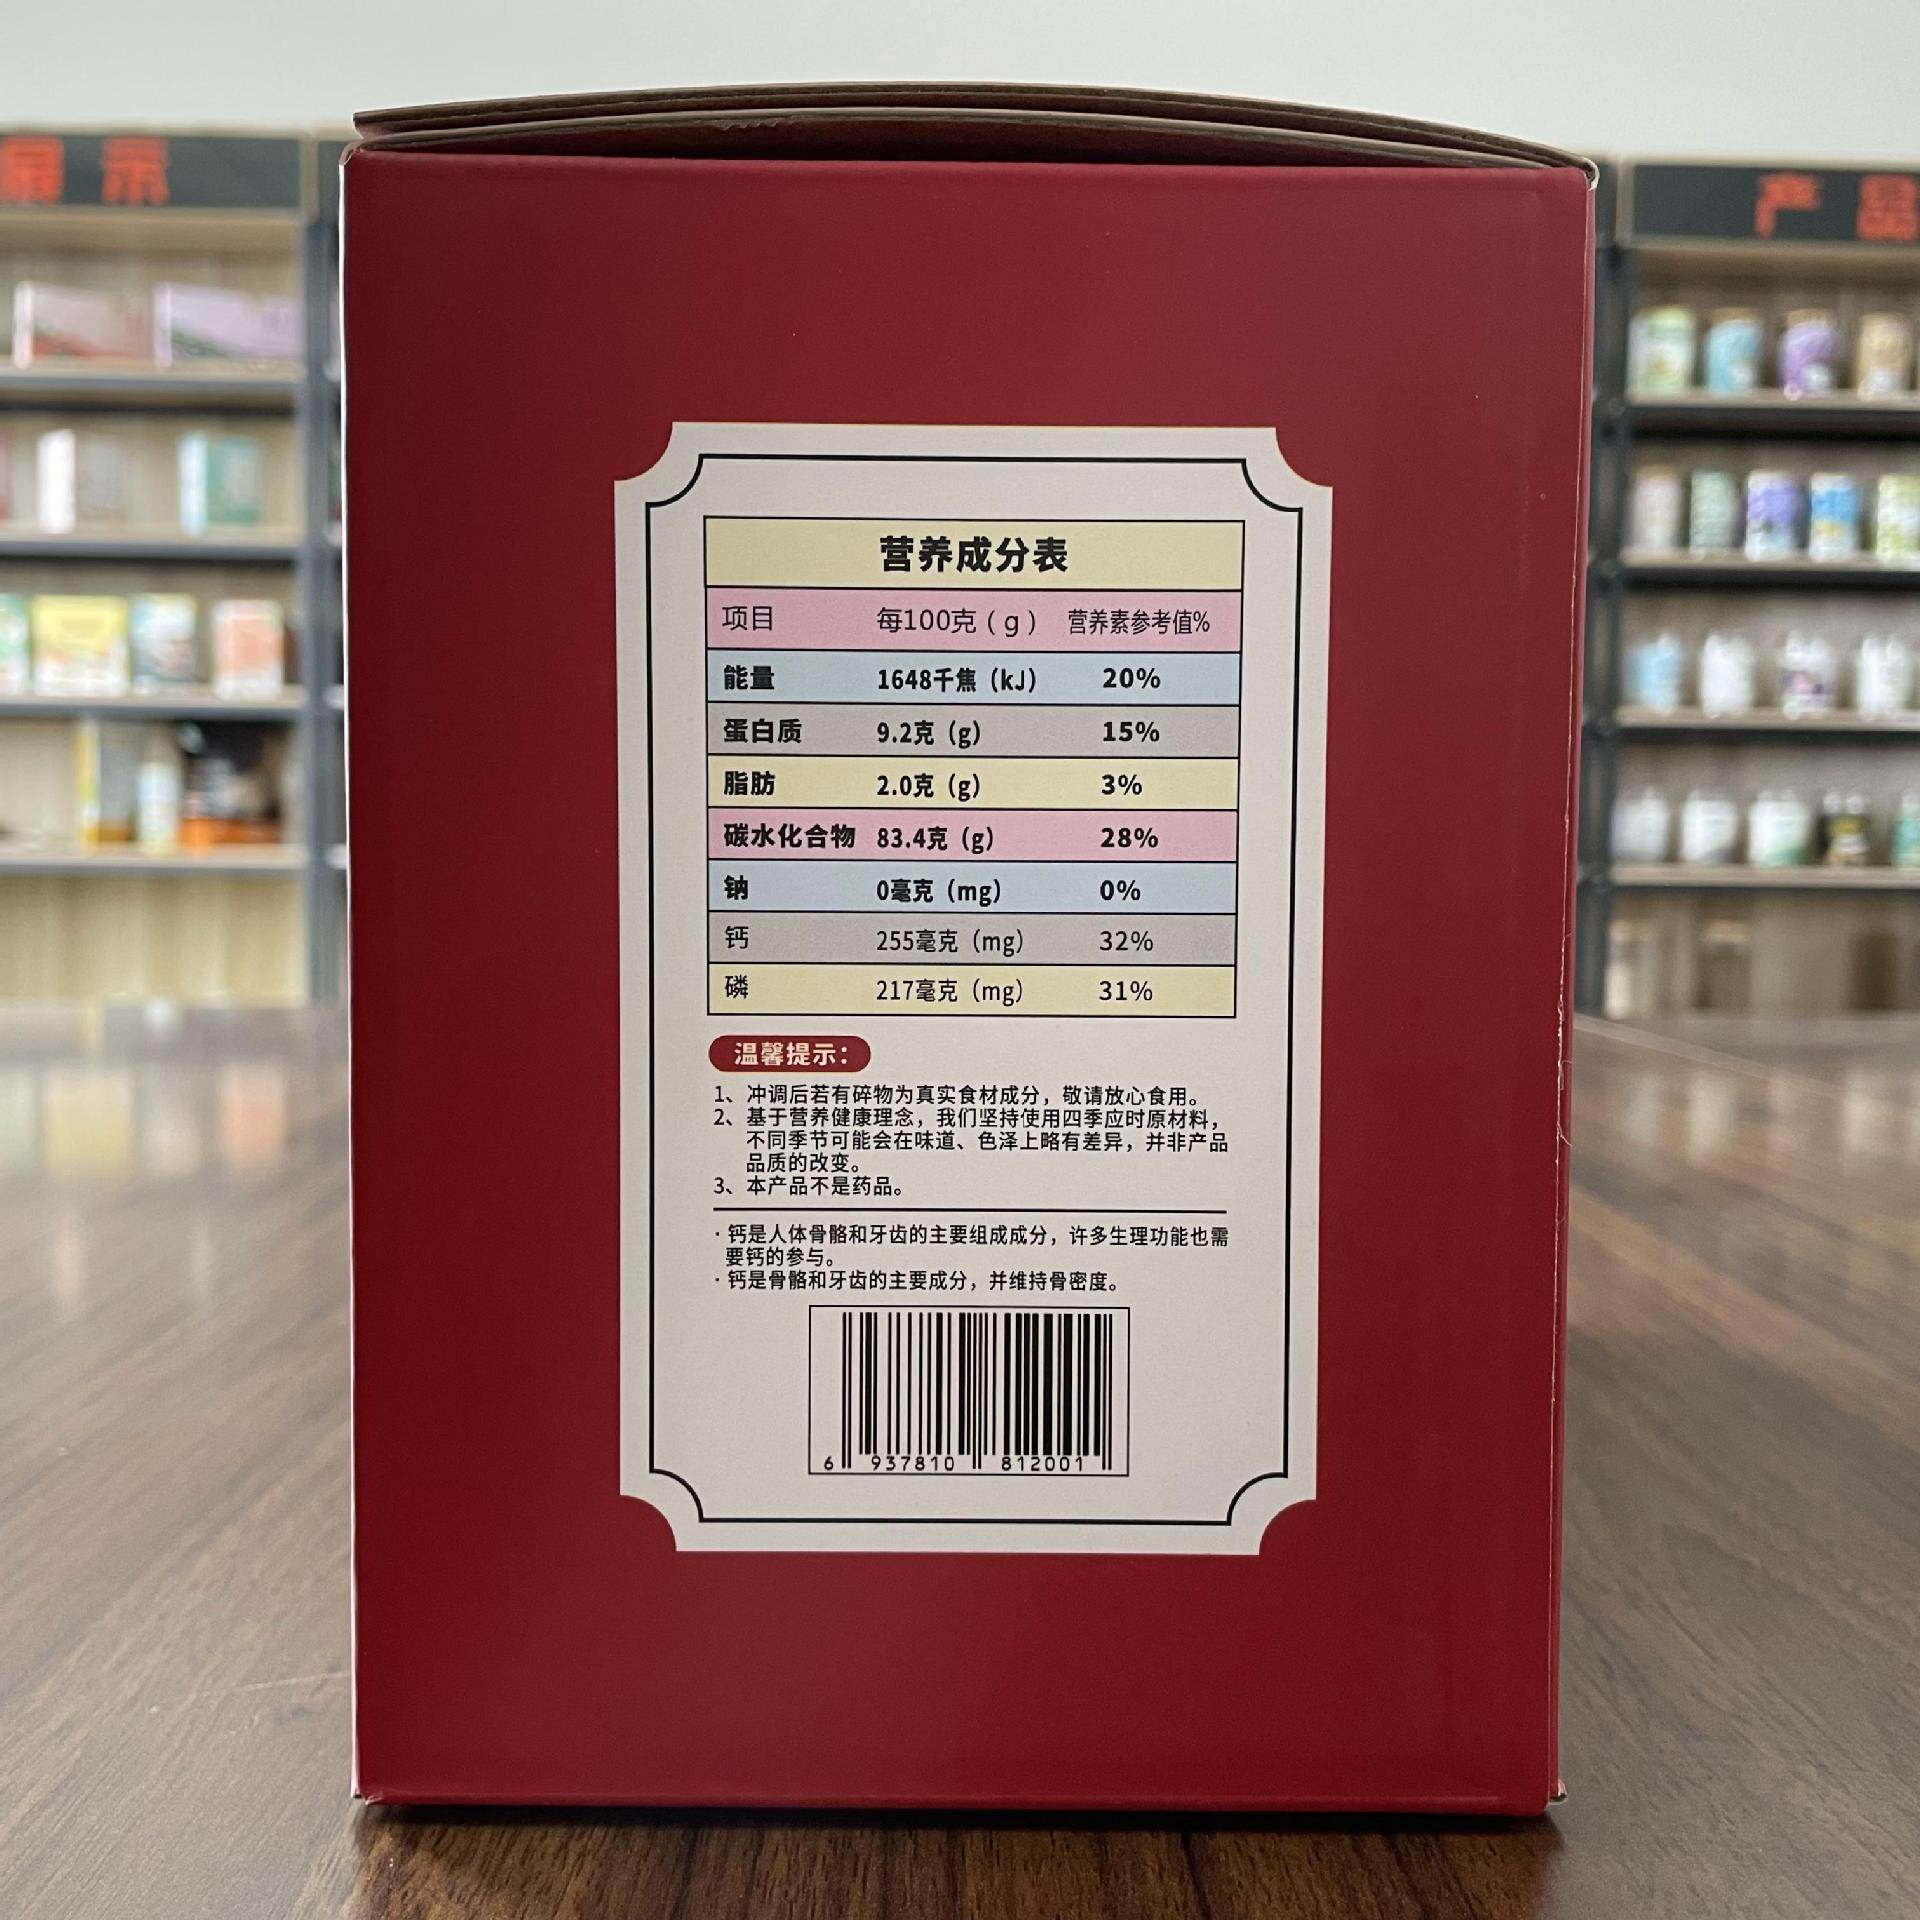 展示
产品
营养成分表
项目 每100克（g） 营养素参考值%
能量 1648千焦（kJ） 20%
蛋白质 9.2克（g） 15%
脂肪 2.0克（g） 3%
碳水化合物 83.4克（g） 28%
钠 0毫克（mg） 0%
钙 255毫克（mg） 32%
磷 217毫克（mg） 31%
温馨提示：
1、冲调后若有碎物为真实食材成分，敬请放心食用。
2、基于营养健康理念，我们坚持使用四季应时原材料，
不同季节可能会在味道、色泽上略有差异，并非产品
品质的改变。
3、本产品不是药品。
·钙是人体骨骼和牙齿的主要组成成分，许多生理功能也需
要钙的参与。
·钙是骨骼和牙齿的主要成分，并维持骨密度。
6 937810 812001